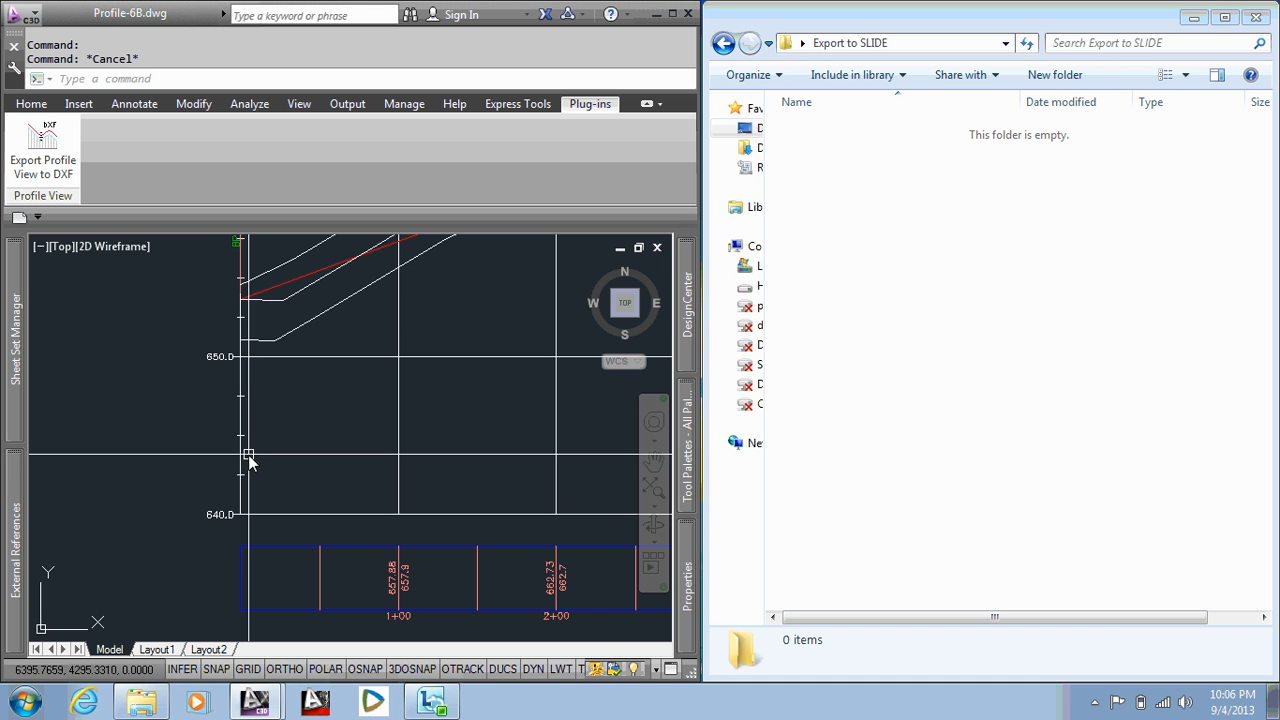 C3D
Profile-6B.dwg
Type a keyword or phrase
Sign In
Command:
Command: *Cancel*
Type a command
Home Insert Annotate Modify Analyze View Output Manage Help Express Tools Plug-ins
DXF
Export Profile
View to DXF
Profile View
[−][Top][2D Wireframe]
N
W TOP E
S
WCS
Sheet Set Manager
External References
DesignCenter
Tool Palettes - All Pal...
Properties
650.0
640.0
657.88
657.9
662.73
662.7
1+00 2+00
Y
X
Model Layout1 Layout2
6395.7659, 4295.3310, 0.0000 INFER SNAP GRID ORTHO POLAR OSNAP 3DOSNAP OTRACK DUCS DYN LWT T
Export to SLIDE
Search Export to SLIDE
Organize Include in library Share with New folder
Name Date modified Type Size
This folder is empty.
Fav
D
D
R
Lib
Co
L
H
p
d
D
S
D
C
Ne
0 items
10:06 PM
9/4/2013